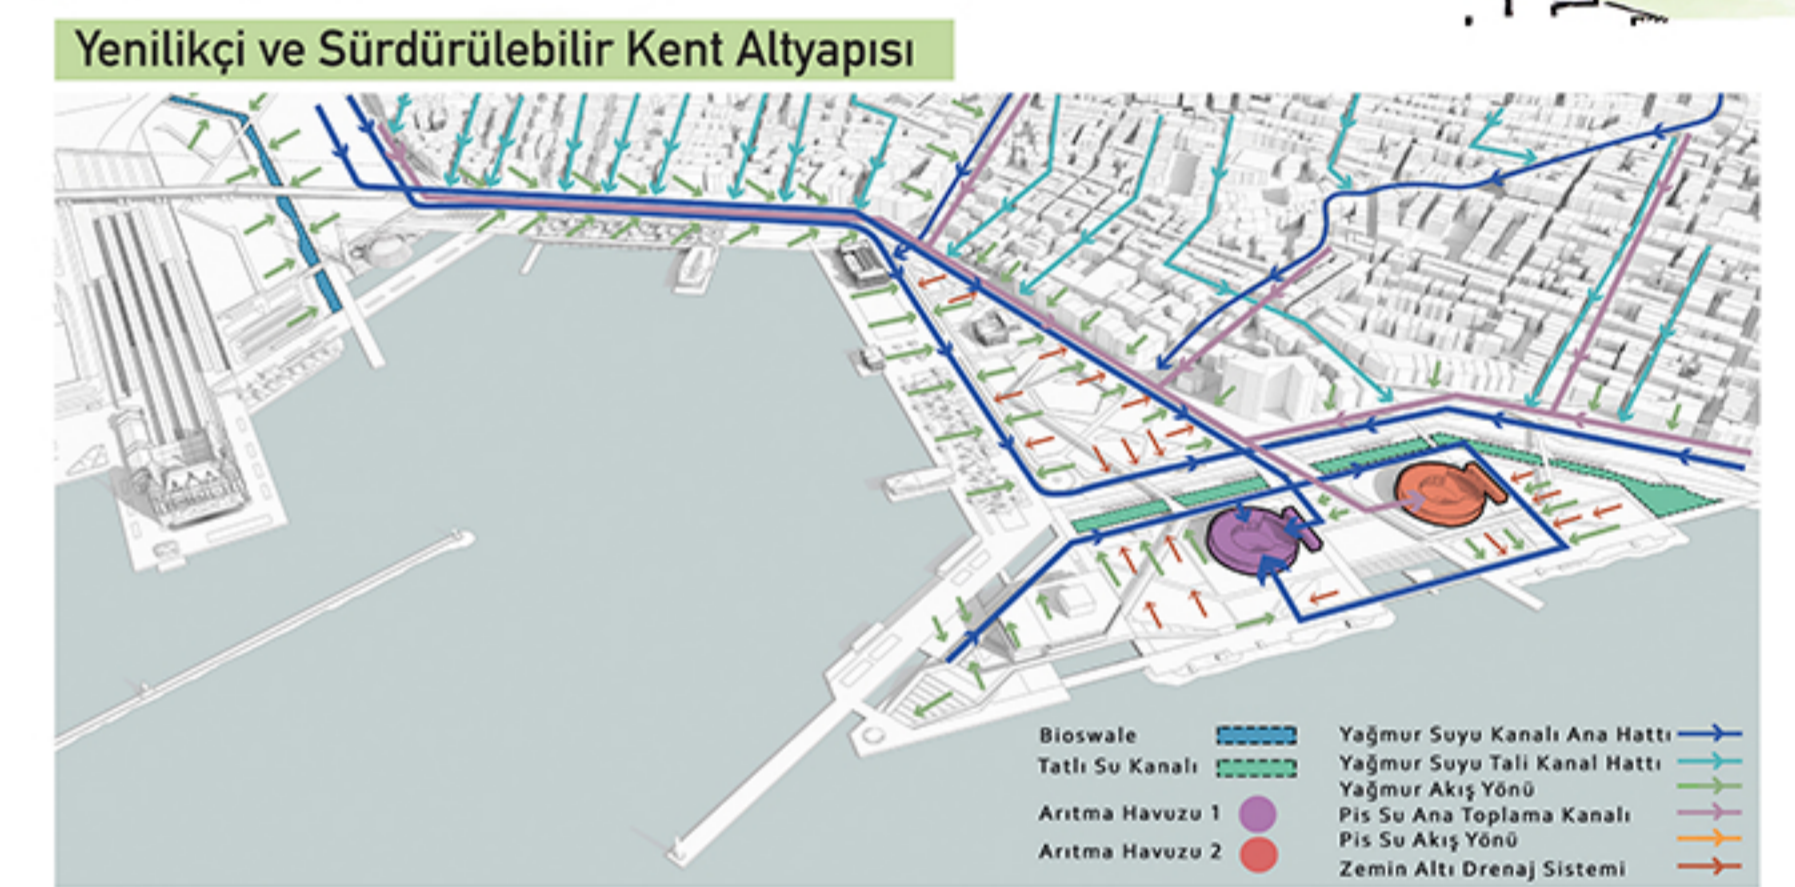 Yenilikçi ve Sürdürülebilir Kent Altyapısı
Bioswale
Tatlı Su Kanalı
Arıtma Havuzu 1
Arıtma Havuzu 2
Yağmur Suyu Kanalı Ana Hattı
Yağmur Suyu Tali Kanal Hattı
Yağmur Akış Yönü
Pis Su Ana Toplama Kanalı
Pis Su Akış Yönü
Zemin Altı Drenaj Sistemi